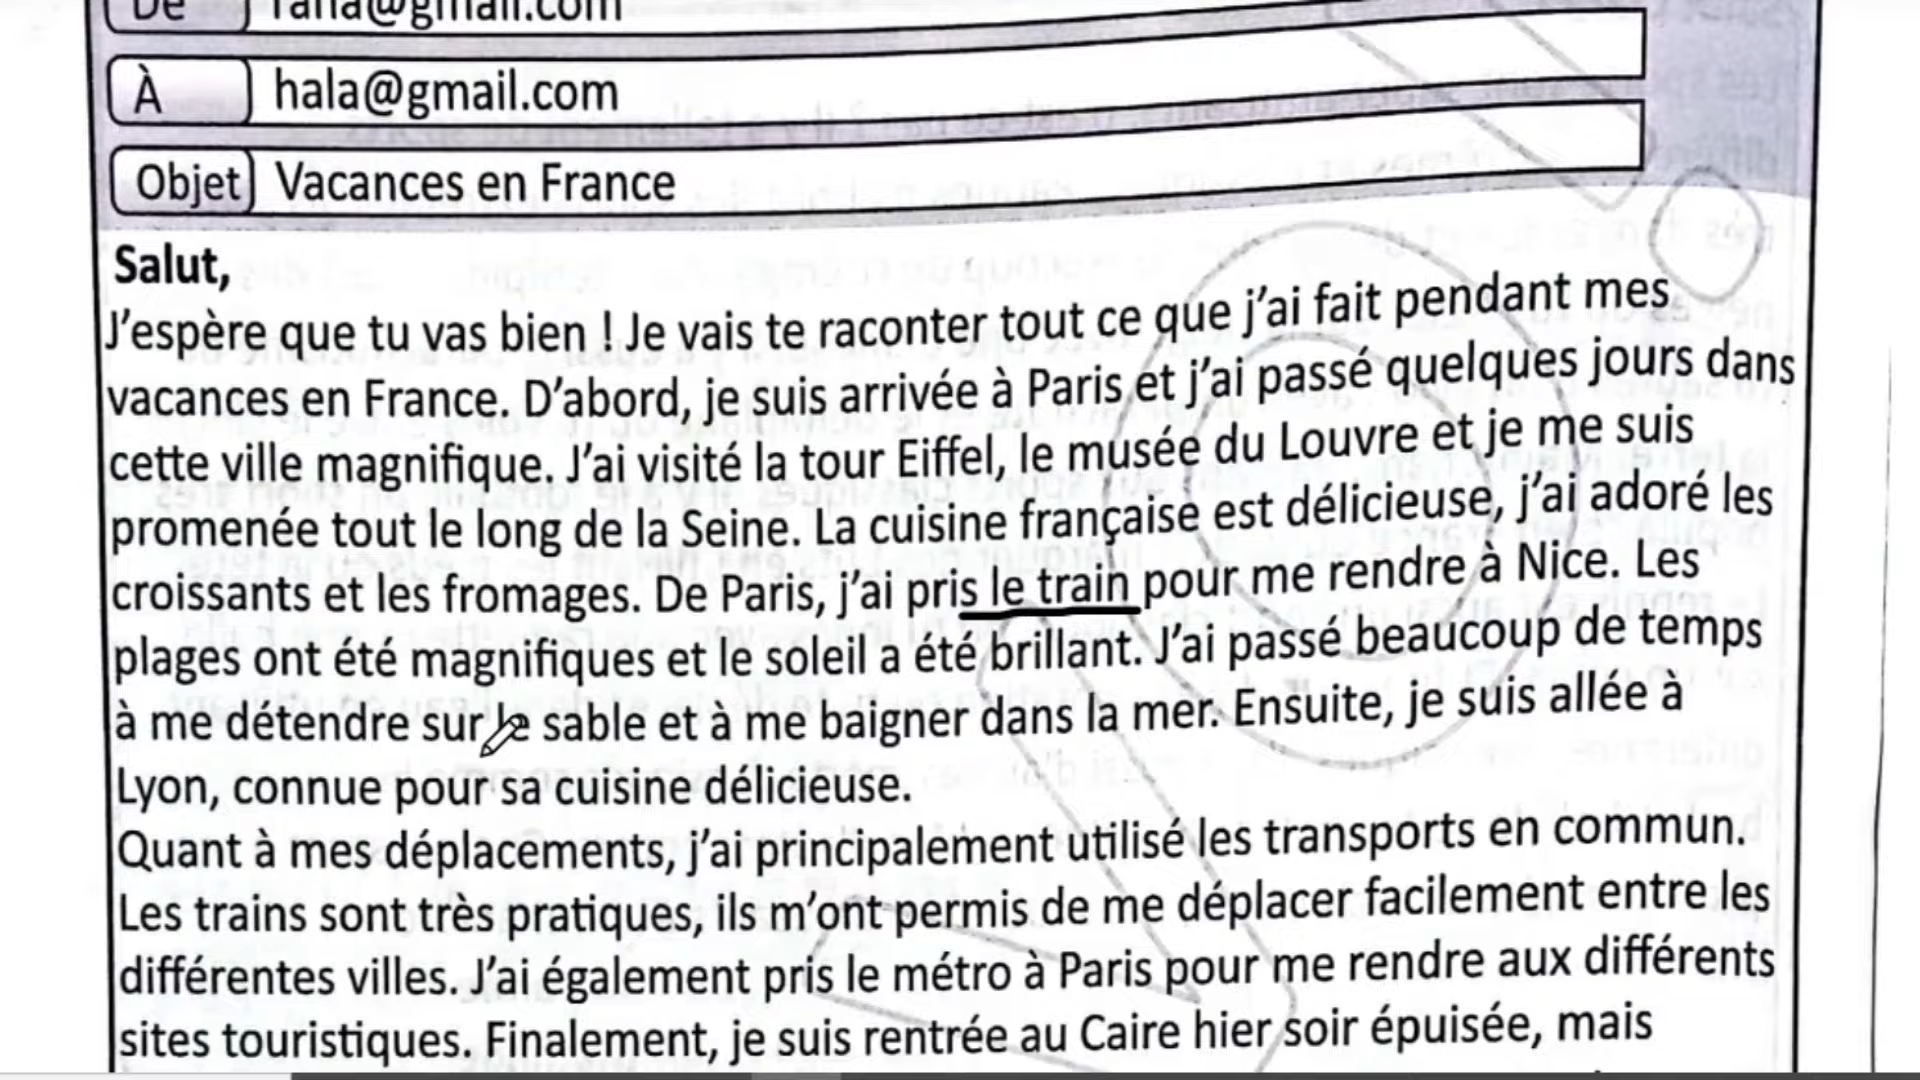 De rana@gmail.com
À hala@gmail.com
Objet Vacances en France
Salut,
J'espère que tu vas bien ! Je vais te raconter tout ce que j'ai fait pendant mes
vacances en France. D'abord, je suis arrivée à Paris et j'ai passé quelques jours dans
cette ville magnifique. J'ai visité la tour Eiffel, le musée du Louvre et je me suis
promenée tout le long de la Seine. La cuisine française est délicieuse, j'ai adoré les
croissants et les fromages. De Paris, j'ai pris le train pour me rendre à Nice. Les
plages ont été magnifiques et le soleil a été brillant. J'ai passé beaucoup de temps
à me détendre sur le sable et à me baigner dans la mer. Ensuite, je suis allée à
Lyon, connue pour sa cuisine délicieuse.
Quant à mes déplacements, j'ai principalement utilisé les transports en commun.
Les trains sont très pratiques, ils m'ont permis de me déplacer facilement entre les
différentes villes. J'ai également pris le métro à Paris pour me rendre aux différents
sites touristiques. Finalement, je suis rentrée au Caire hier soir épuisée, mais